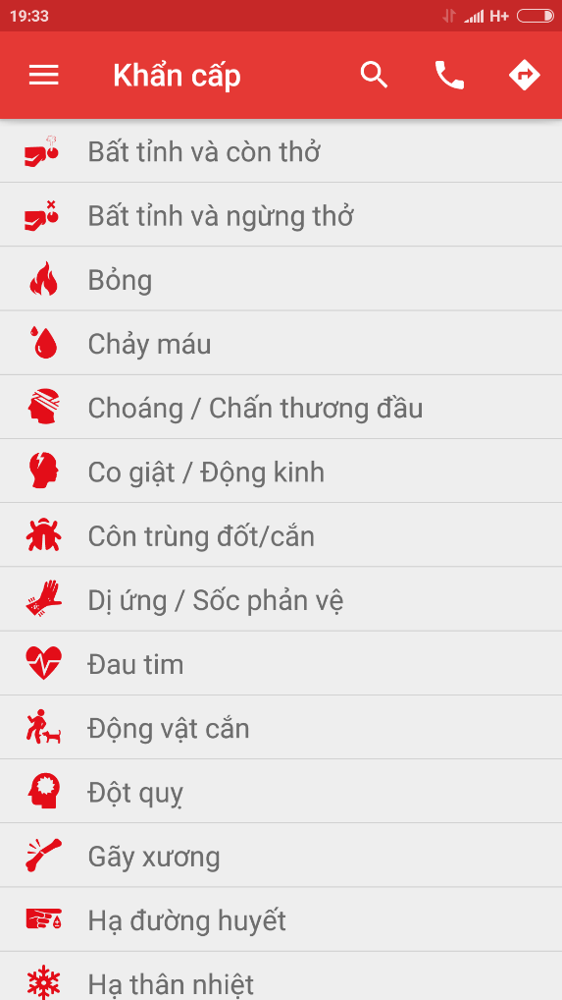 19:33
H+
Khẩn cấp
Bất tỉnh và còn thở
Bất tỉnh và ngừng thở
Bỏng
Chảy máu
Choáng / Chấn thương đầu
Co giật / Động kinh
Côn trùng đốt/cắn
Dị ứng / Sốc phản vệ
Đau tim
Động vật cắn
Đột quỵ
Gãy xương
Hạ đường huyết
Hạ thân nhiệt